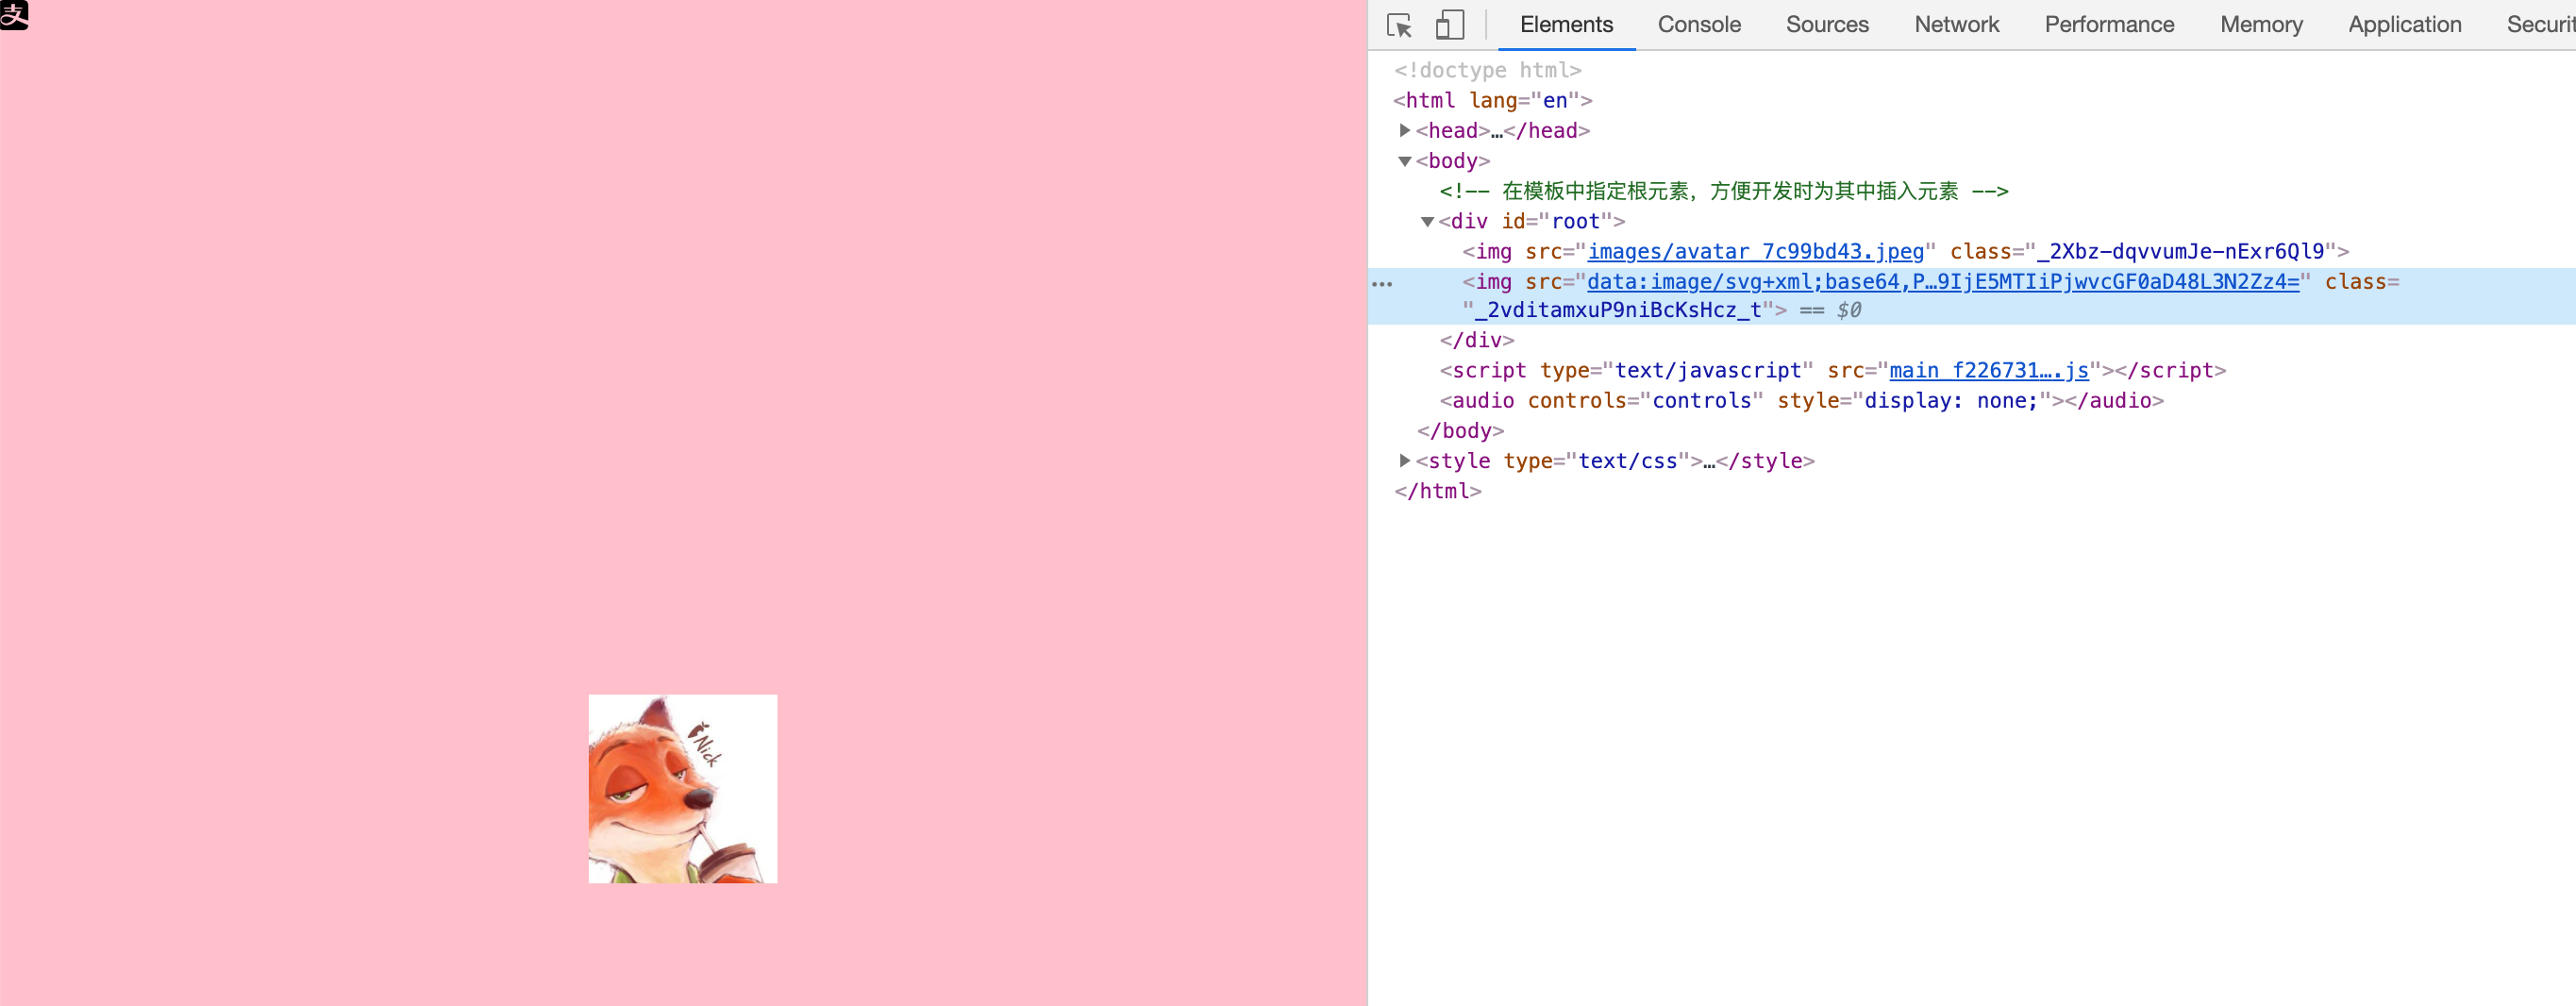 支
Nick
Elements Console Sources Network Performance Memory Application Securit
<!doctype html>
<html lang="en">
<head>…</head>
<body>
<!-- 在模板中指定根元素，方便开发时为其中插入元素 -->
<div id="root">
<img src="images/avatar_7c99bd43.jpeg" class="_2Xbz-dqvvumJe-nExr6Ql9">
<img src="data:image/svg+xml;base64,P…9IjE5MTIiPjwvcGF0aD48L3N2Zz4=" class=
"_2vditamxuP9niBcKsHcz_t"> == $0
</div>
<script type="text/javascript" src="main_f226731….js"></script>
<audio controls="controls" style="display: none;"></audio>
</body>
<style type="text/css">…</style>
</html>